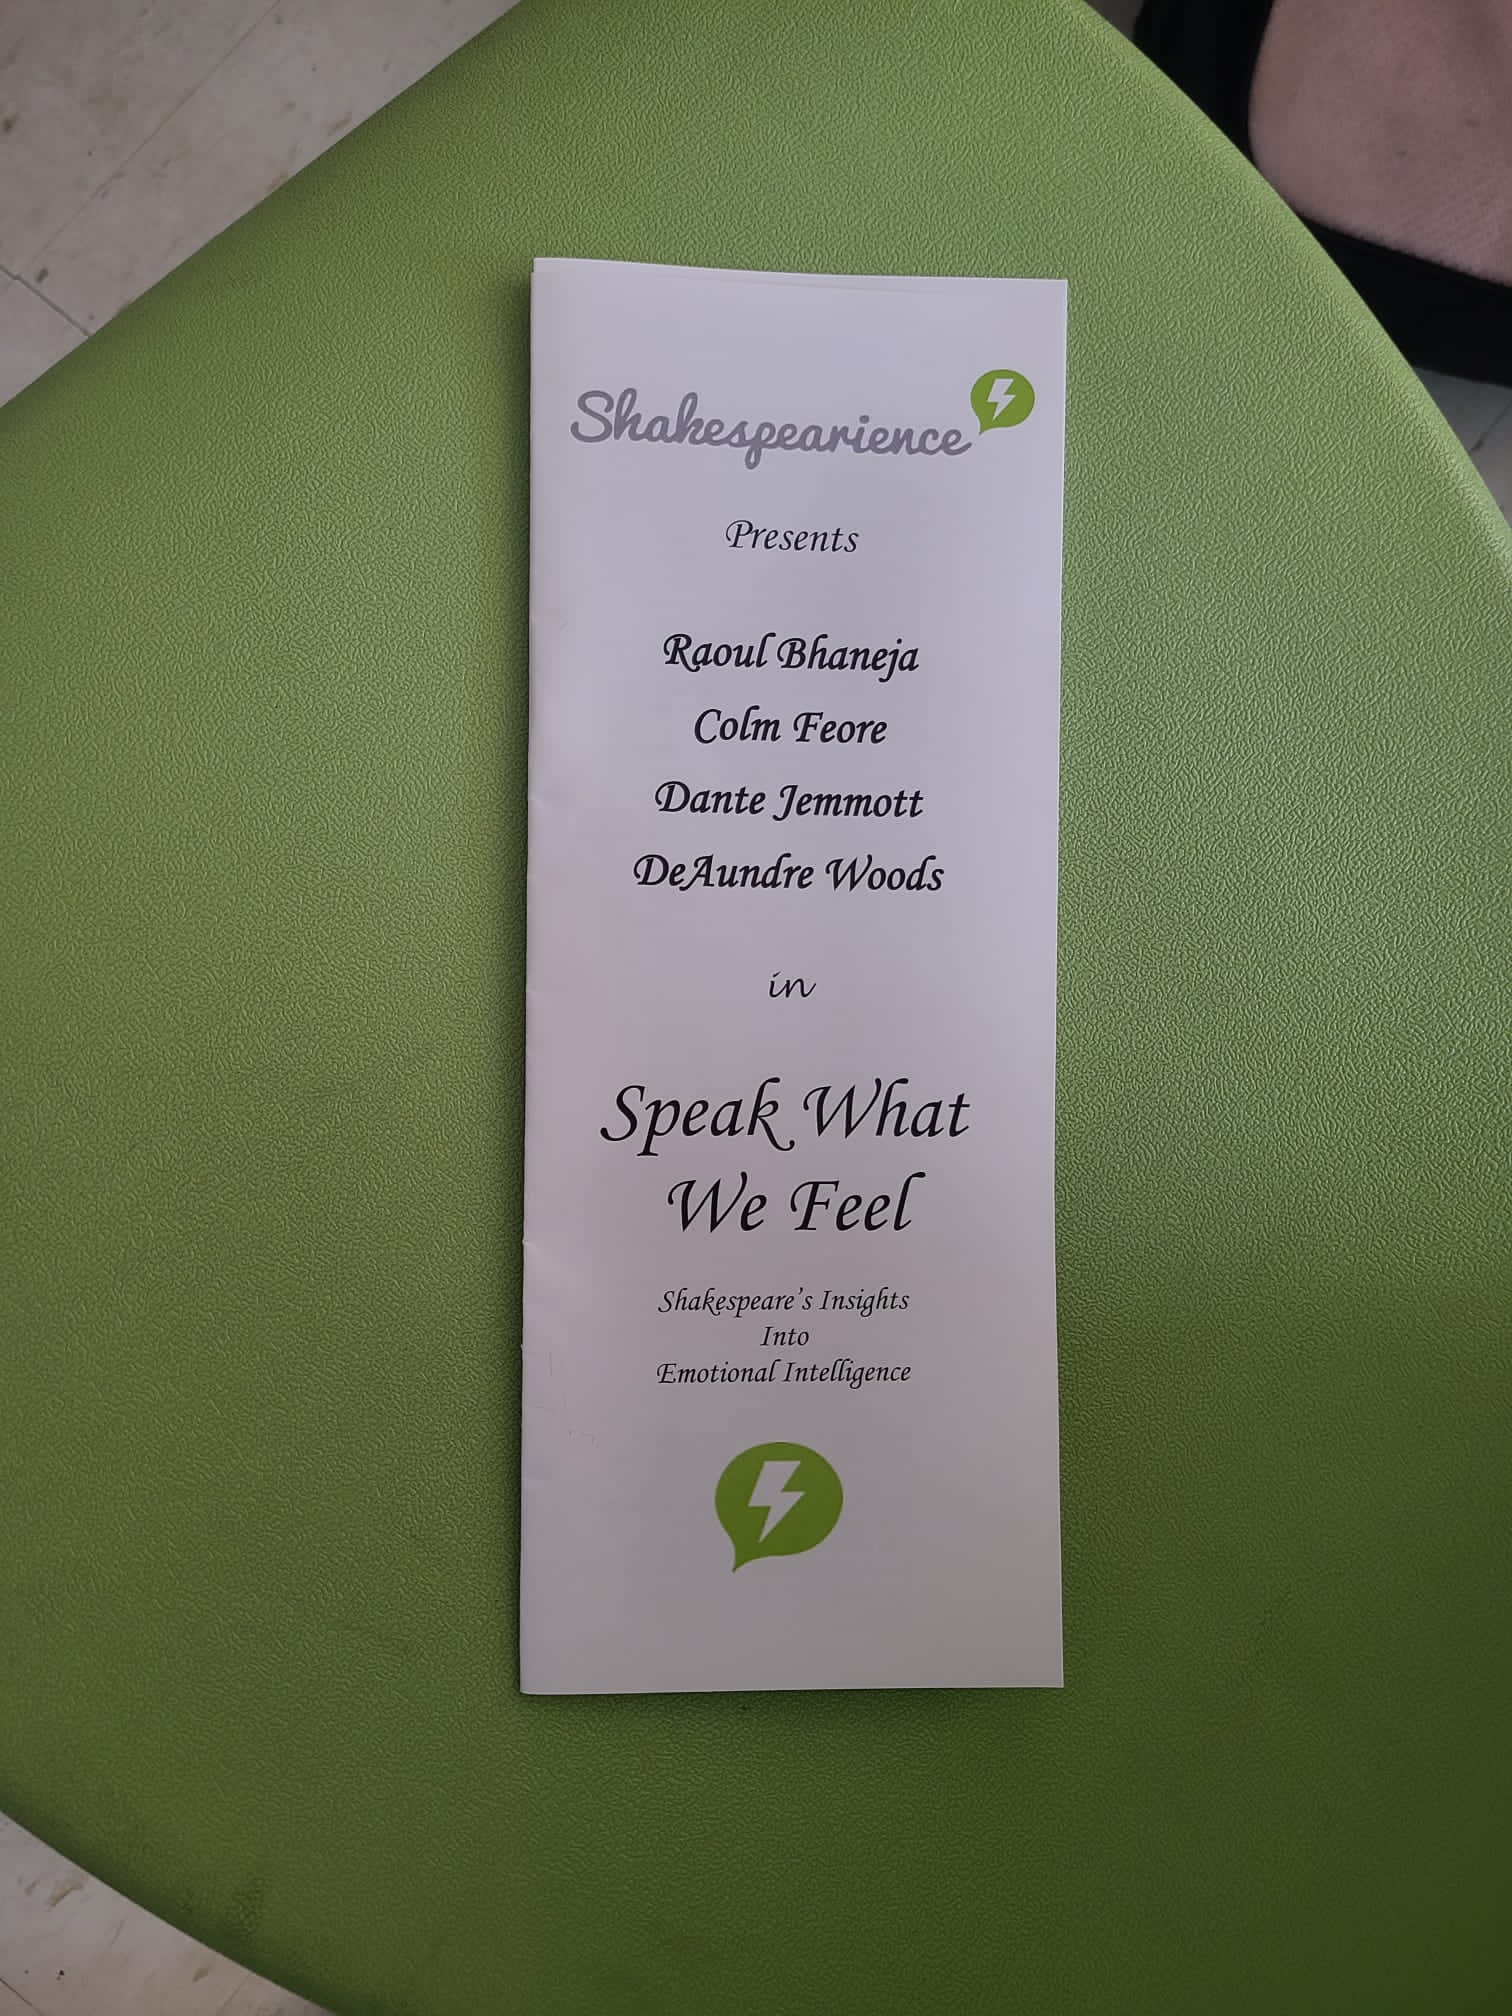 Shakespearience
Presents
Raoul Bhaneja
Colm Feore
Dante Jemmott
DeAundre Woods
in
Speak What
We Feel
Shakespeare's Insights
Into
Emotional Intelligence